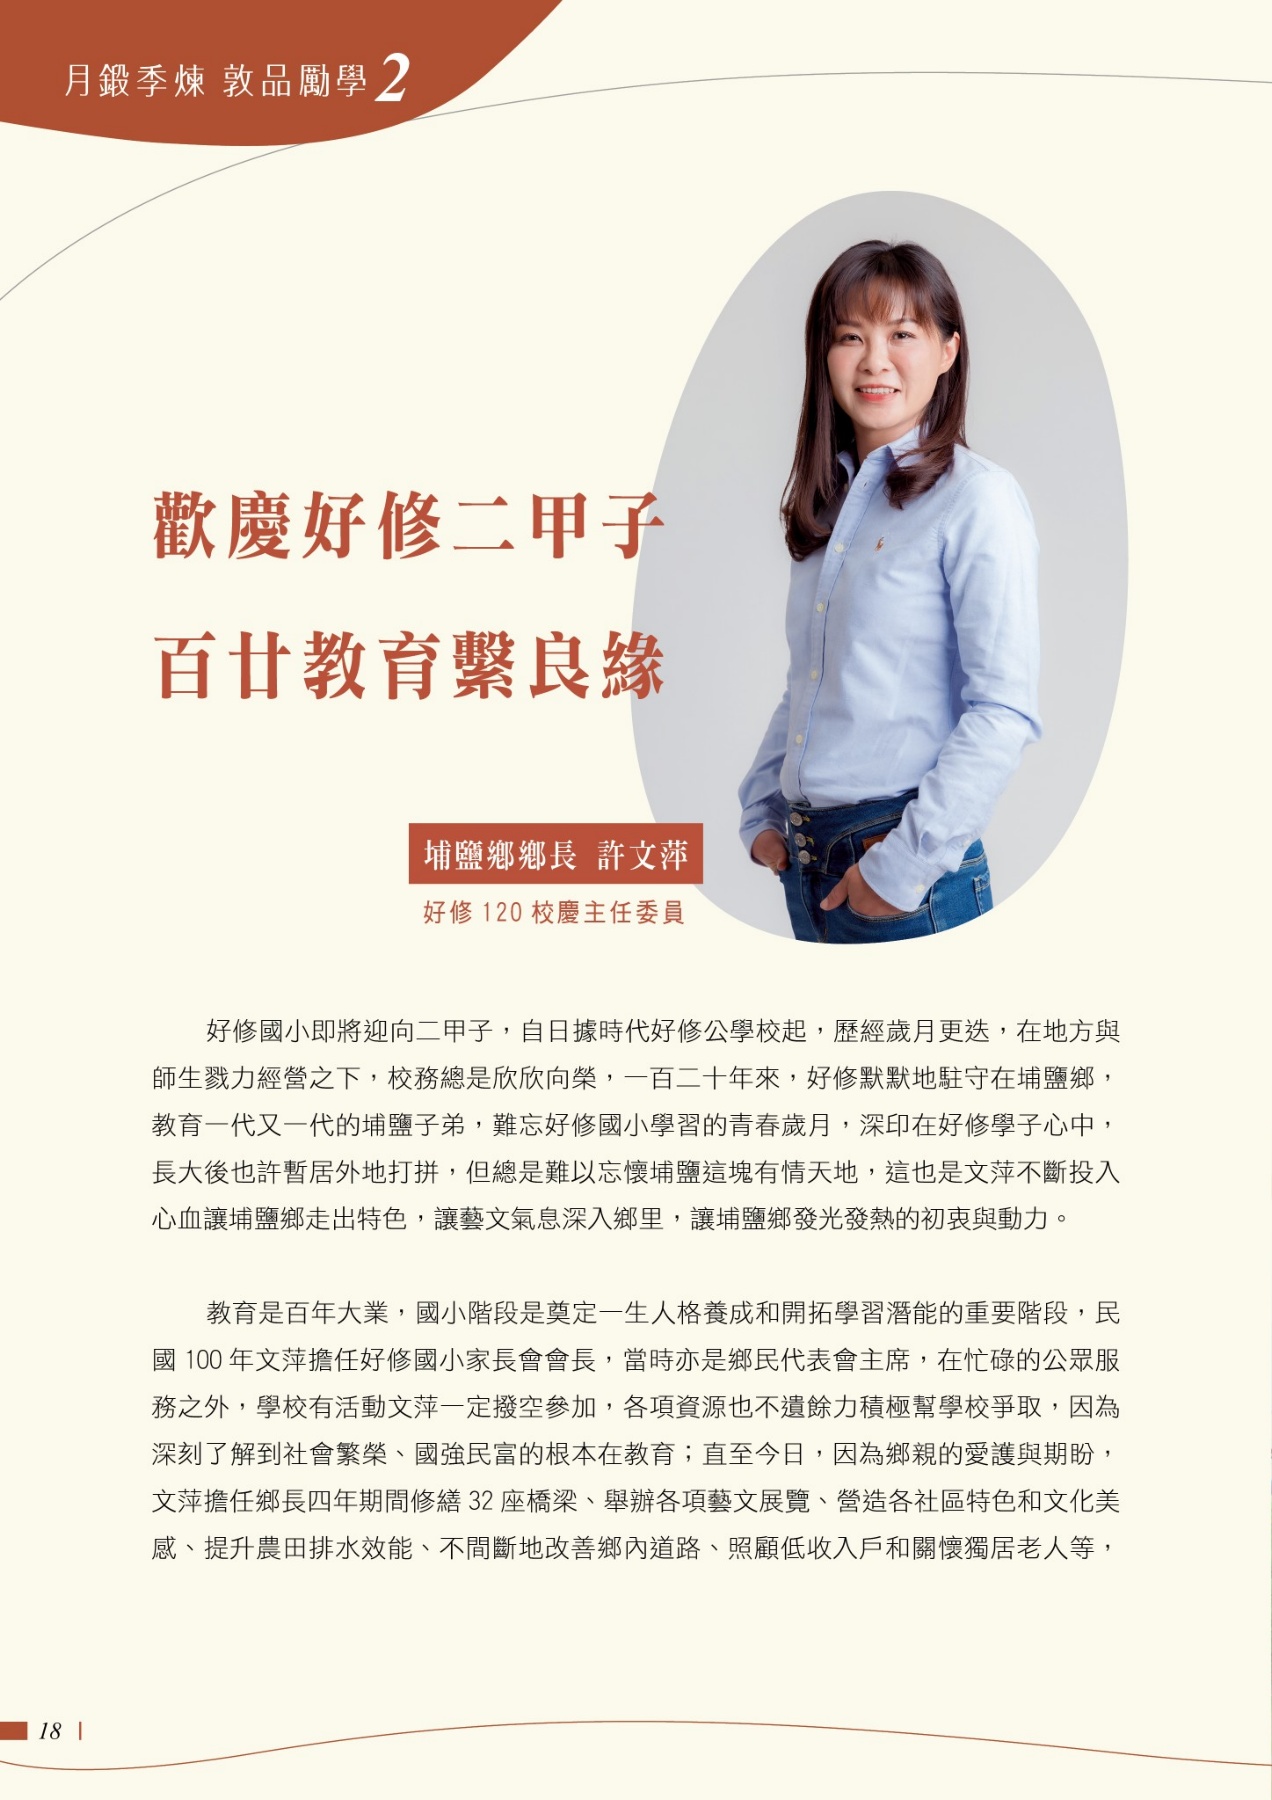 月鍛季煉 敦品勵學2
歡慶好修二甲子
百廿教育繫良緣
埔鹽鄉鄉長 許文萍
好修 120 校慶主任委員
好修國小即將迎向二甲子，自日據時代好修公學校起，歷經歲月更迭，在地方與
師生戮力經營之下，校務總是欣欣向榮，一百二十年來，好修默默地駐守在埔鹽鄉，
教育一代又一代的埔鹽子弟，難忘好修國小學習的青春歲月，深印在好修學子心中，
長大後也許暫居外地打拼，但總是難以忘懷埔鹽這塊有情天地，這也是文萍不斷投入
心血讓埔鹽鄉走出特色，讓藝文氣息深入鄉里，讓埔鹽鄉發光發熱的初衷與動力。
教育是百年大業，國小階段是奠定一生人格養成和開拓學習潛能的重要階段，民
國 100 年文萍擔任好修國小家長會會長，當時亦是鄉民代表會主席，在忙碌的公眾服
務之外，學校有活動文萍一定撥空參加，各項資源也不遺餘力積極幫學校爭取，因為
深刻了解到社會繁榮、國強民富的根本在教育；直至今日，因為鄉親的愛護與期盼，
文萍擔任鄉長四年期間修繕 32 座橋梁、舉辦各項藝文展覽、營造各社區特色和文化美
感、提升農田排水效能、不間斷地改善鄉內道路、照顧低收入戶和關懷獨居老人等，
18